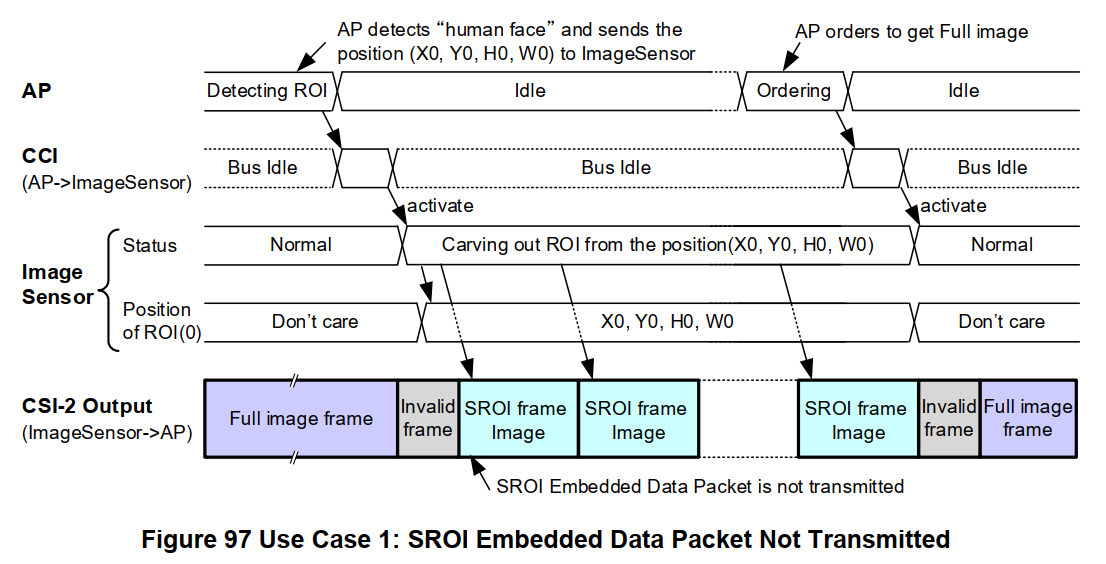 AP detects “human face” and sends the
position (X0, Y0, H0, W0) to ImageSensor
AP orders to get Full image
AP
Detecting ROI
Idle
Ordering
Idle
CCI
(AP->ImageSensor)
Bus Idle
Bus Idle
Bus Idle
activate
activate
Image
Sensor
Status
Normal
Carving out ROI from the position(X0, Y0, H0, W0)
Normal
Position
of ROI(0)
Don’t care
X0, Y0, H0, W0
Don’t care
CSI-2 Output
(ImageSensor->AP)
Full image frame
Invalid
frame
SROI frame
Image
SROI frame
Image
SROI frame
Image
Invalid
frame
Full image
frame
SROI Embedded Data Packet is not transmitted
Figure 97 Use Case 1: SROI Embedded Data Packet Not Transmitted